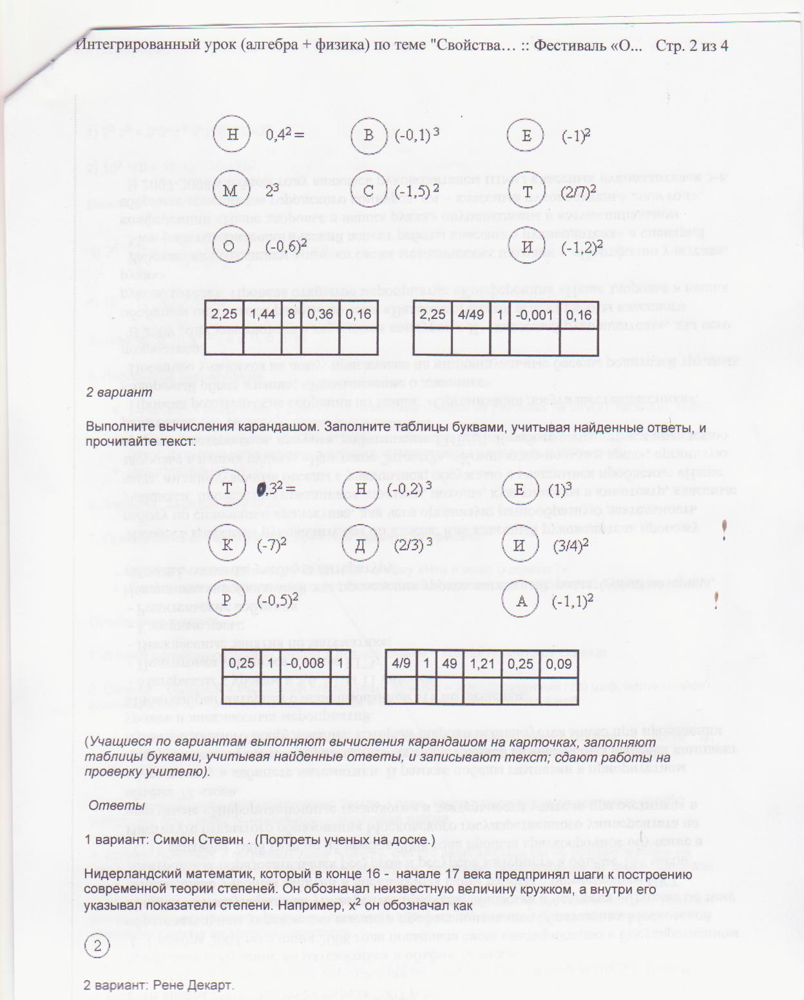 Интегрированный урок (алгебра + физика) по теме "Свойства… :: Фестиваль «О... Стр. 2 из 4
Н 0,4² = В (-0,1)³ Е (-1)²
М 2³ С (-1,5)² Т (2/7)²
О (-0,6)² И (-1,2)²
2,25 1,44 8 0,36 0,16 2,25 4/49 1 -0,001 0,16
2 вариант
Выполните вычисления карандашом. Заполните таблицы буквами, учитывая найденные ответы, и
прочитайте текст:
Т 0,3² = Н (-0,2)³ Е (1)³
К (-7)² Д (2/3)³ И (3/4)²
Р (-0,5)² А (-1,1)²
0,25 1 -0,008 1 4/9 1 49 1,21 0,25 0,09
(Учащиеся по вариантам выполняют вычисления карандашом на карточках, заполняют
таблицы буквами, учитывая найденные ответы, и записывают текст; сдают работы на
проверку учителю).
Ответы
1 вариант: Симон Стевин . (Портреты ученых на доске.)
Нидерландский математик, который в конце 16 - начале 17 века предпринял шаги к построению
современной теории степеней. Он обозначал неизвестную величину кружком, а внутри его
указывал показатели степени. Например, x² он обозначал как
2
2 вариант: Рене Декарт.